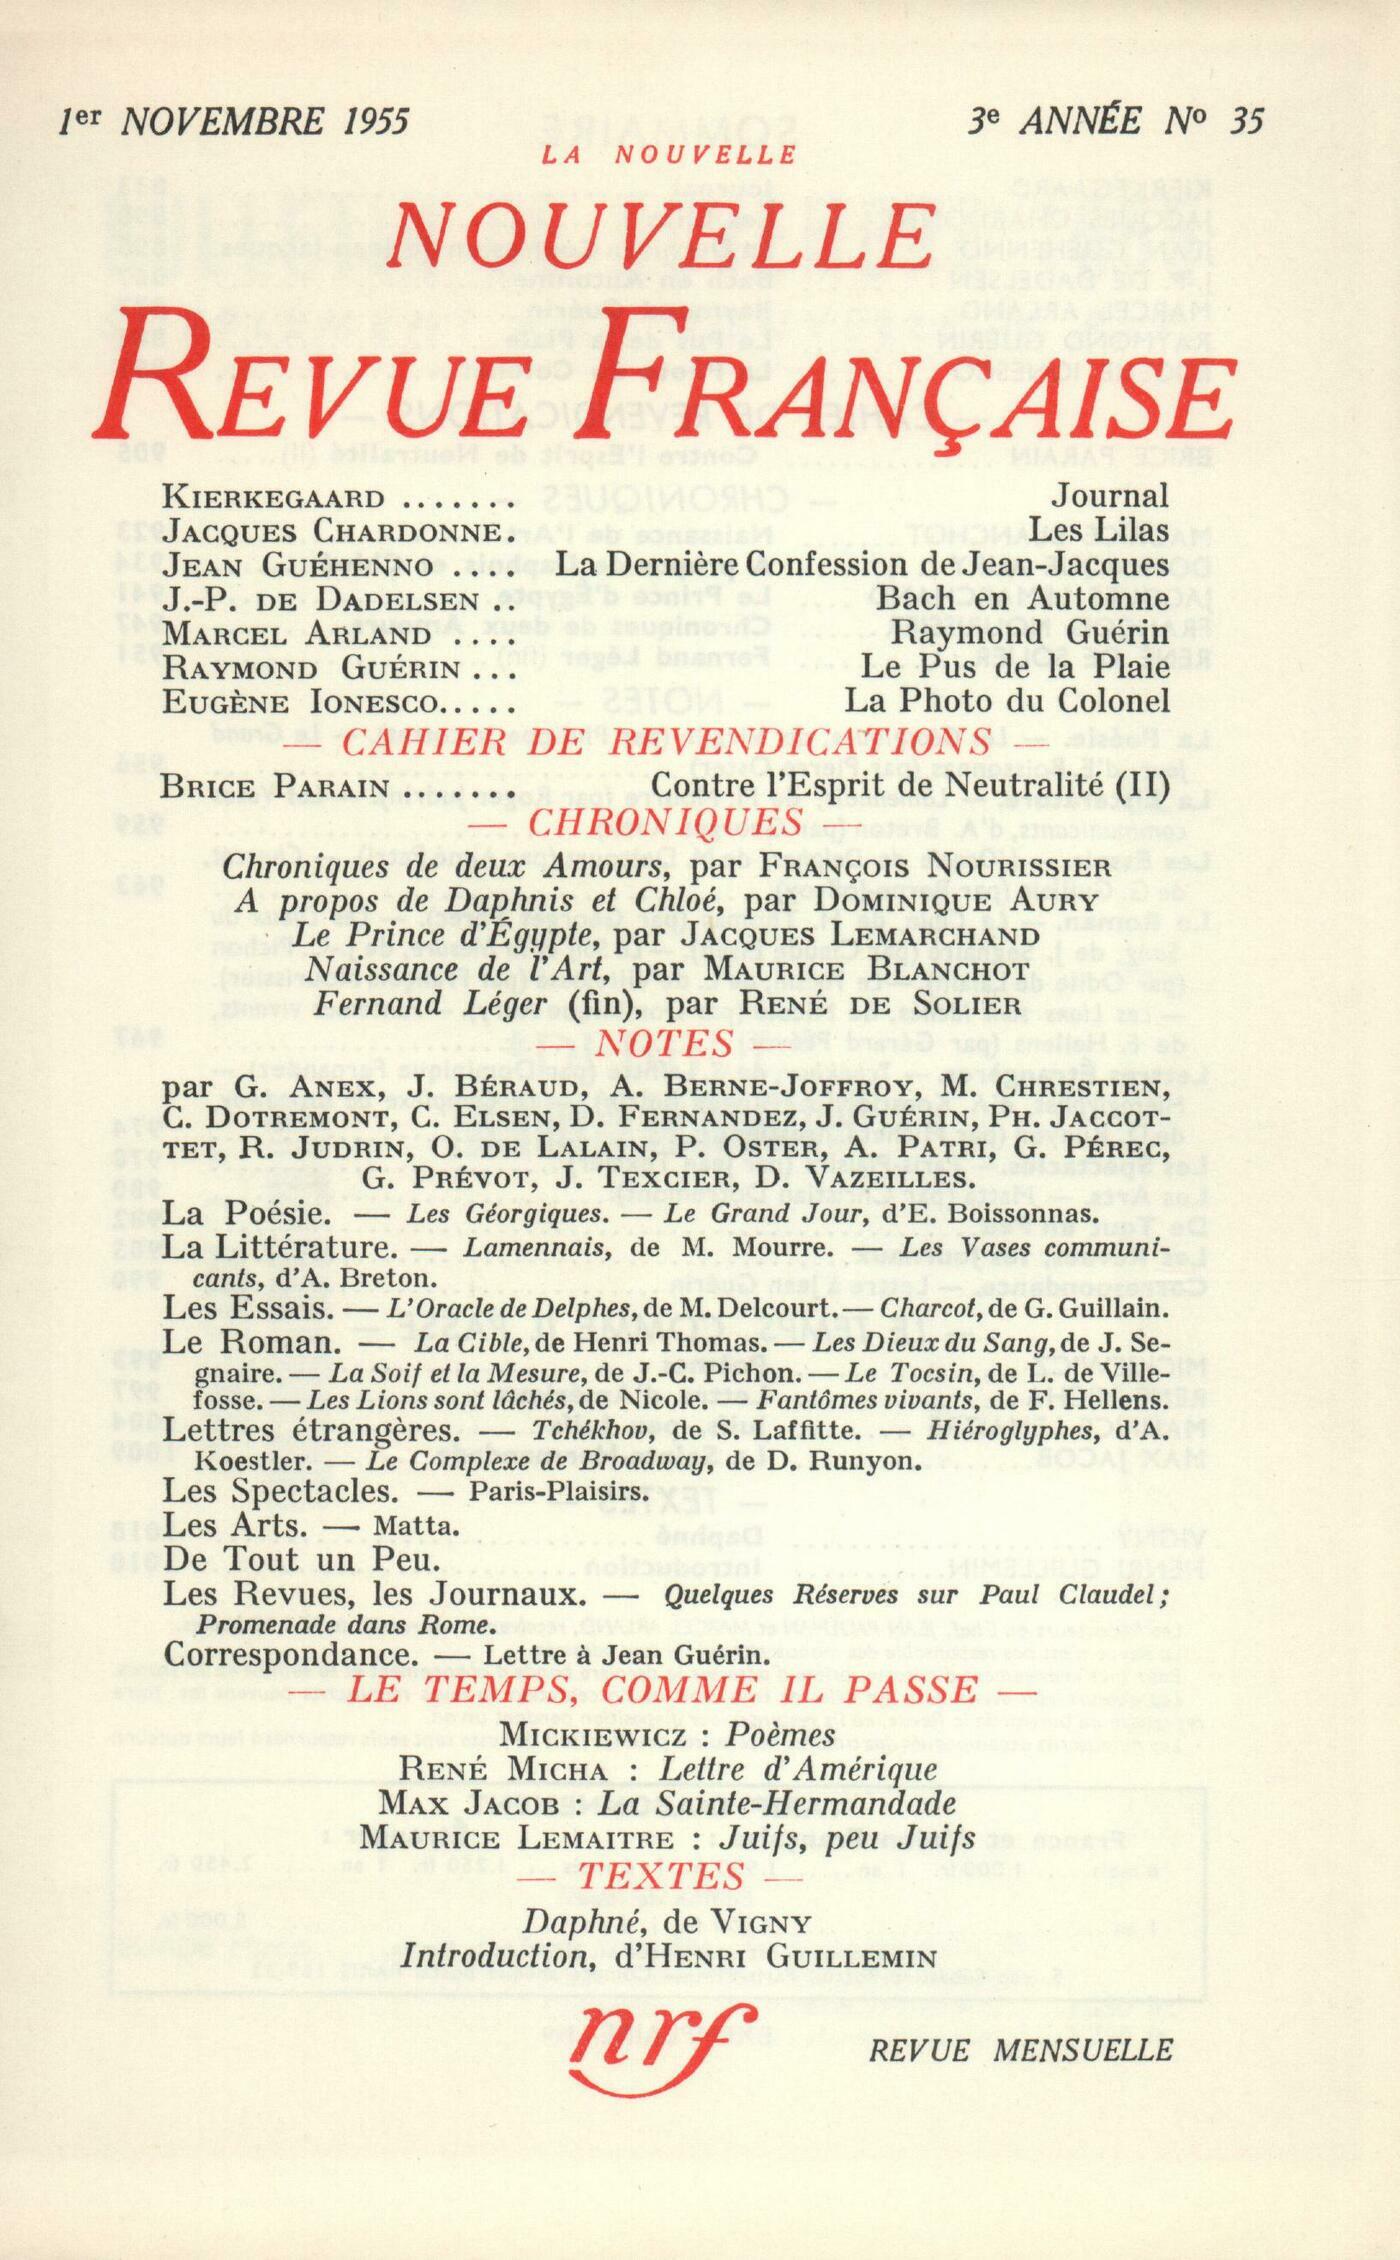 1er NOVEMBRE 1955 3e ANNÉE No 35
LA NOUVELLE
NOUVELLE
REVUE FRANÇAISE
KIERKEGAARD ....... Journal
JACQUES CHARDONNE. Les Lilas
JEAN GUÉHENNO .... La Dernière Confession de Jean-Jacques
J.-P. DE DADELSEN .. Bach en Automne
MARCEL ARLAND .... Raymond Guérin
RAYMOND GUÉRIN ... Le Pus de la Plaie
EUGÈNE IONESCO..... La Photo du Colonel
— CAHIER DE REVENDICATIONS —
BRICE PARAIN ....... Contre l'Esprit de Neutralité (II)
— CHRONIQUES —
Chroniques de deux Amours, par FRANÇOIS NOURISSIER
A propos de Daphnis et Chloé, par DOMINIQUE AURY
Le Prince d'Égypte, par JACQUES LEMARCHAND
Naissance de l'Art, par MAURICE BLANCHOT
Fernand Léger (fin), par RENÉ DE SOLIER
— NOTES —
par G. ANEX, J. BÉRAUD, A. BERNE-JOFFROY, M. CHRESTIEN,
C. DOTREMONT, C. ELSEN, D. FERNANDEZ, J. GUÉRIN, PH. JACCOT-
TET, R. JUDRIN, O. DE LALAIN, P. OSTER, A. PATRI, G. PÉREC,
G. PRÉVOT, J. TEXCIER, D. VAZEILLES.
La Poésie. — Les Géorgiques. — Le Grand Jour, d'E. Boissonnas.
La Littérature. — Lamennais, de M. Mourre. — Les Vases communi-
cants, d'A. Breton.
Les Essais. — L'Oracle de Delphes, de M. Delcourt. — Charcot, de G. Guillain.
Le Roman. — La Cible, de Henri Thomas. — Les Dieux du Sang, de J. Se-
gnaire. — La Soif et la Mesure, de J.-C. Pichon. — Le Tocsin, de L. de Ville-
fosse. — Les Lions sont lâchés, de Nicole. — Fantômes vivants, de F. Hellens.
Lettres étrangères. — Tchékhov, de S. Laffitte. — Hiéroglyphes, d'A.
Koestler. — Le Complexe de Broadway, de D. Runyon.
Les Spectacles. — Paris-Plaisirs.
Les Arts. — Matta.
De Tout un Peu.
Les Revues, les Journaux. — Quelques Réserves sur Paul Claudel ;
Promenade dans Rome.
Correspondance. — Lettre à Jean Guérin.
— LE TEMPS, COMME IL PASSE —
MICKIEWICZ : Poèmes
RENÉ MICHA : Lettre d'Amérique
MAX JACOB : La Sainte-Hermandade
MAURICE LEMAITRE : Juifs, peu Juifs
— TEXTES —
Daphné, de VIGNY
Introduction, d'HENRI GUILLEMIN
nrf REVUE MENSUELLE